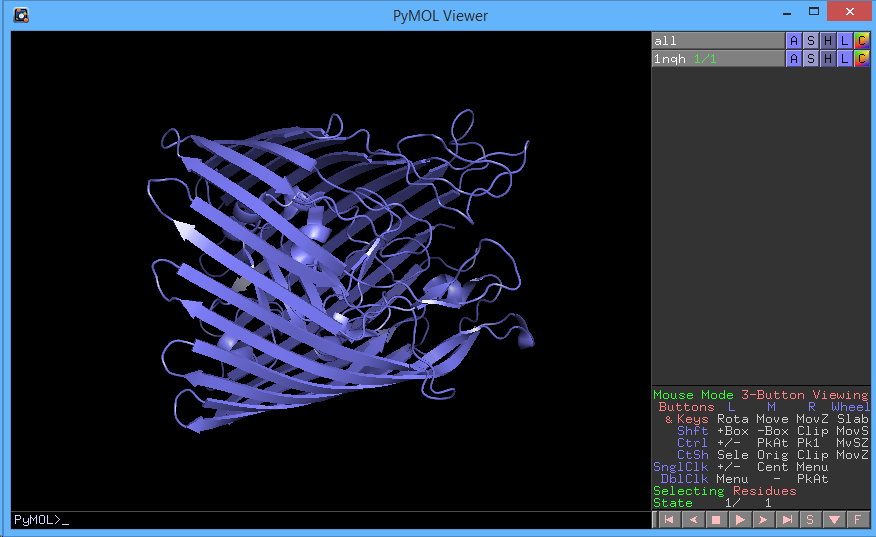 PyMOL Viewer
all A S H L C
1nqh 1/1 A S H L C
Mouse Mode 3-Button Viewing
Buttons L M R Wheel
& Keys Rota Move MovZ Slab
Shft +Box -Box Clip MovS
Ctrl +/- PkAt Pk1 MvSZ
CtSh Sele Orig Clip MovZ
SnglClk +/- Cent Menu
DblClk Menu - PkAt
Selecting Residues
State 1/ 1
PyMOL>_ S F